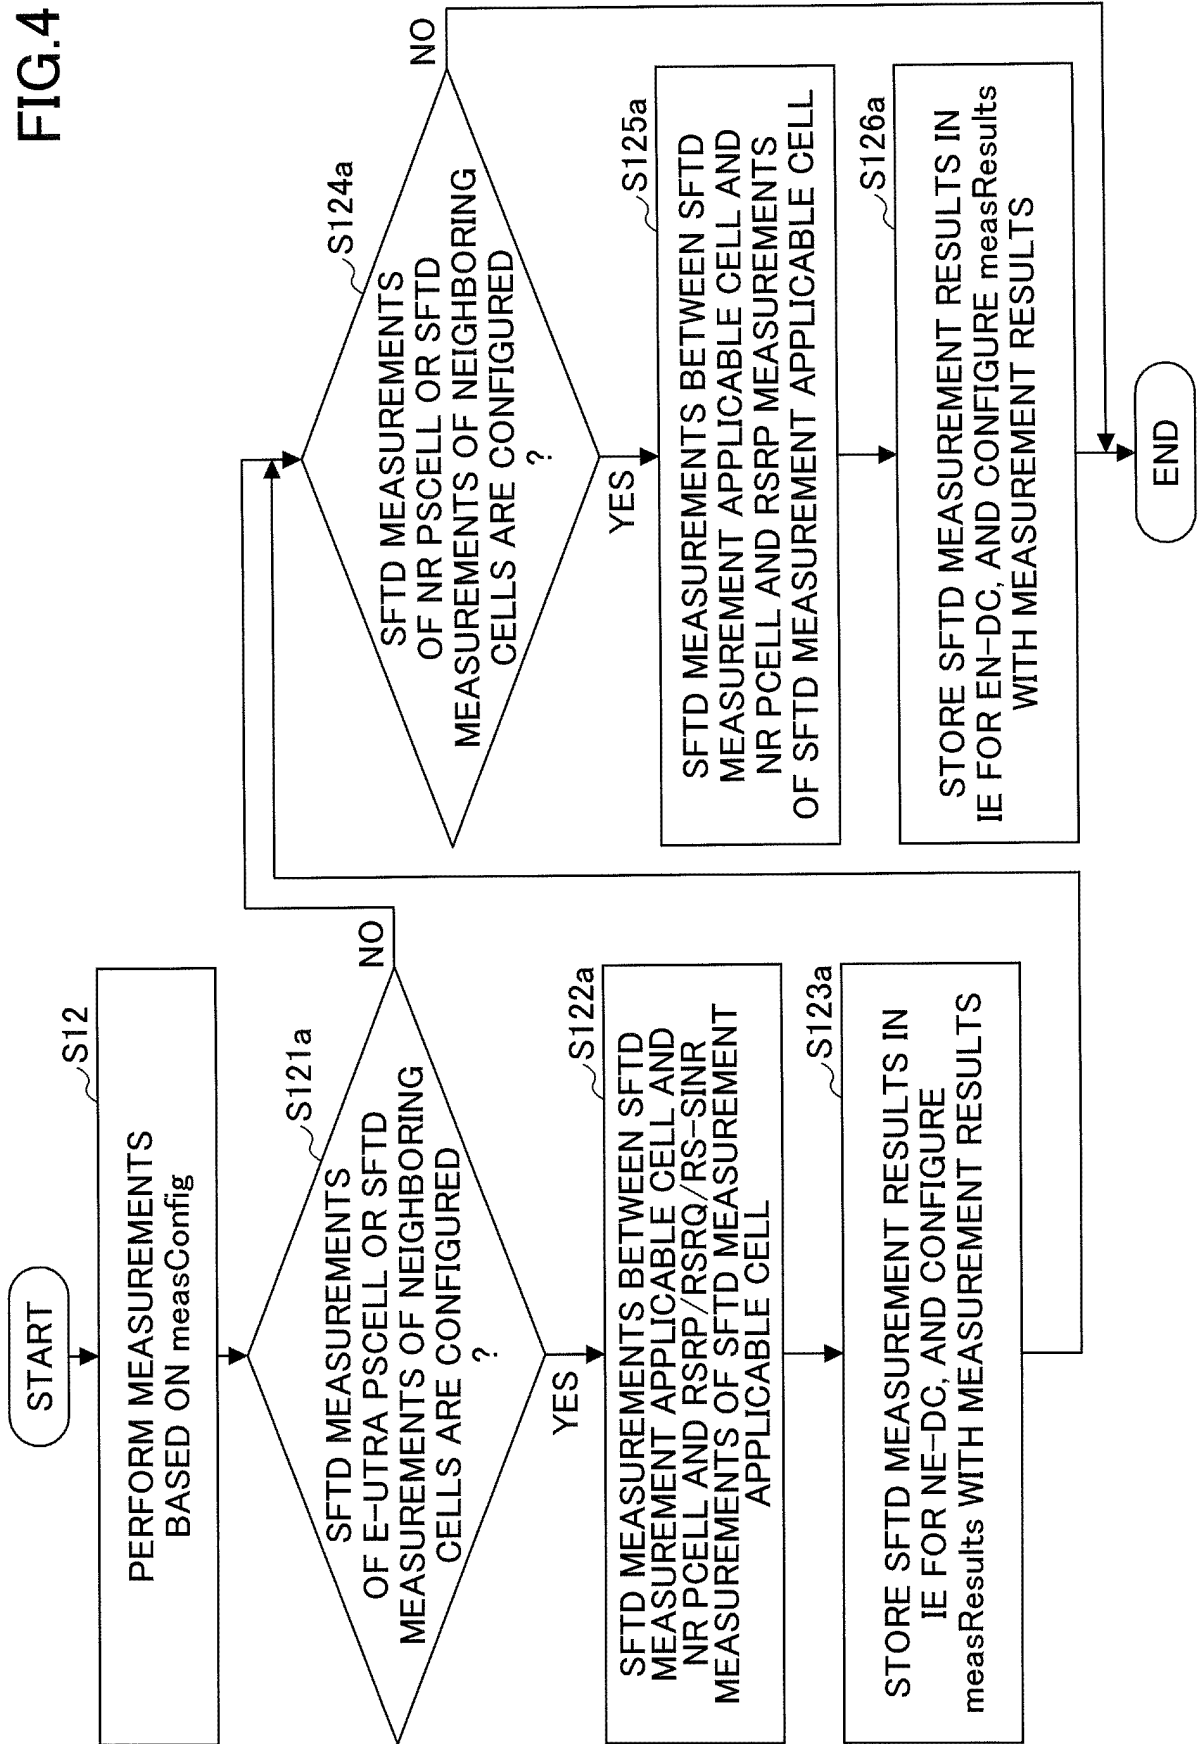 FIG.4
START
S12
PERFORM MEASUREMENTS
BASED ON measConfig
S121a
SFTD MEASUREMENTS
OF E-UTRA PSCELL OR SFTD
MEASUREMENTS OF NEIGHBORING
CELLS ARE CONFIGURED
?
NO
YES
S122a
SFTD MEASUREMENTS BETWEEN SFTD
MEASUREMENT APPLICABLE CELL AND
NR PCELL AND RSRP/RSRQ/RS-SINR
MEASUREMENTS OF SFTD MEASUREMENT
APPLICABLE CELL
S123a
STORE SFTD MEASUREMENT RESULTS IN
IE FOR NE-DC, AND CONFIGURE
measResults WITH MEASUREMENT RESULTS
S124a
SFTD MEASUREMENTS
OF NR PSCELL OR SFTD
MEASUREMENTS OF NEIGHBORING
CELLS ARE CONFIGURED
?
NO
YES
S125a
SFTD MEASUREMENTS BETWEEN SFTD
MEASUREMENT APPLICABLE CELL AND
NR PCELL AND RSRP MEASUREMENTS
OF SFTD MEASUREMENT APPLICABLE CELL
S126a
STORE SFTD MEASUREMENT RESULTS IN
IE FOR EN-DC, AND CONFIGURE measResults
WITH MEASUREMENT RESULTS
END